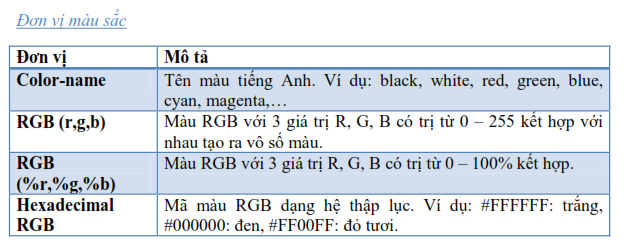 Đơn vị màu sắc
Đơn vị Mô tả
Color-name Tên màu tiếng Anh. Ví dụ: black, white, red, green, blue,
cyan, magenta,…
RGB (r,g,b) Màu RGB với 3 giá trị R, G, B có trị từ 0 – 255 kết hợp với
nhau tạo ra vô số màu.
RGB Màu RGB với 3 giá trị R, G, B có trị từ 0 – 100% kết hợp.
(%r,%g,%b)
Hexadecimal Mã màu RGB dạng hệ thập lục. Ví dụ: #FFFFFF: trắng,
RGB #000000: đen, #FF00FF: đỏ tươi.